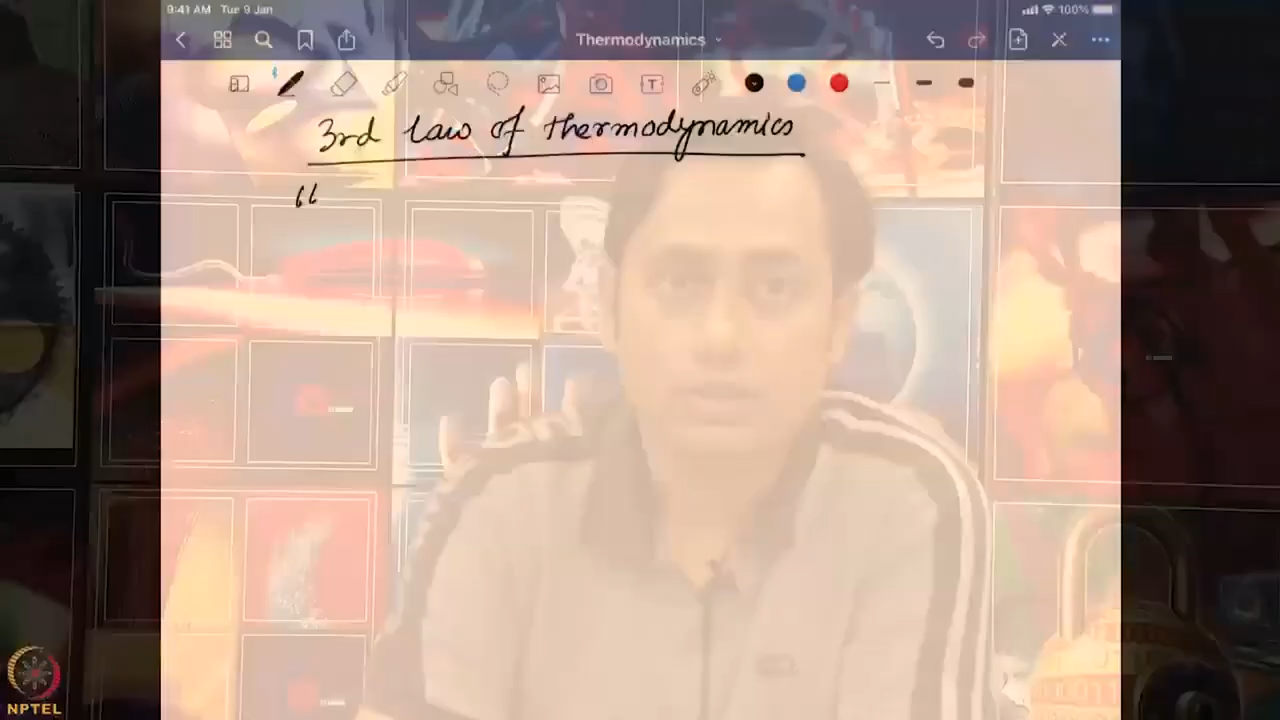 9:41 AM Tue 9 Jan
100%
Thermodynamics
T
3rd law of thermodynamics
“
NPTEL